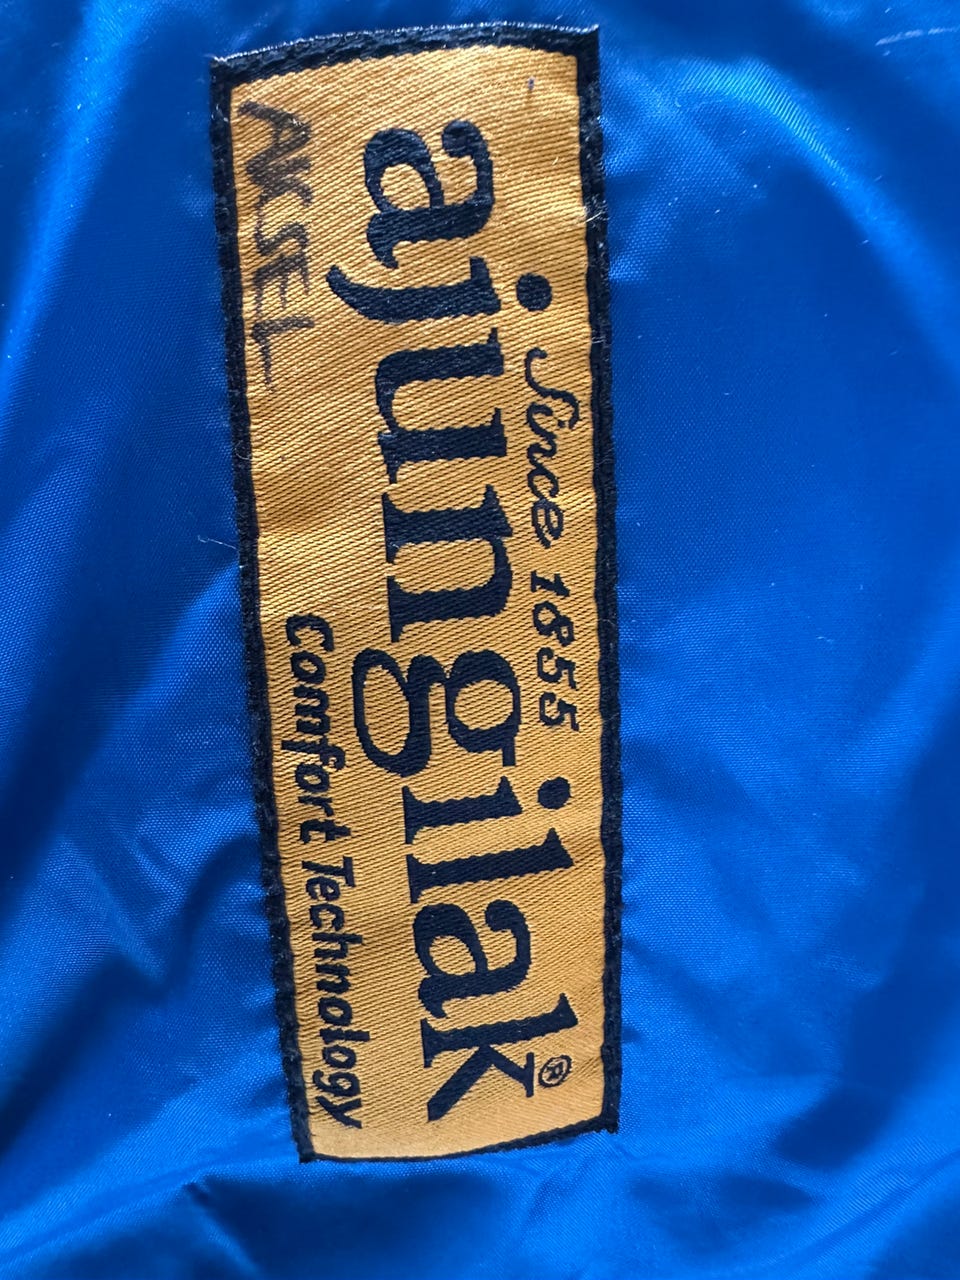 Since 1855
ajungilak®
Comfort Technology
AKSEL